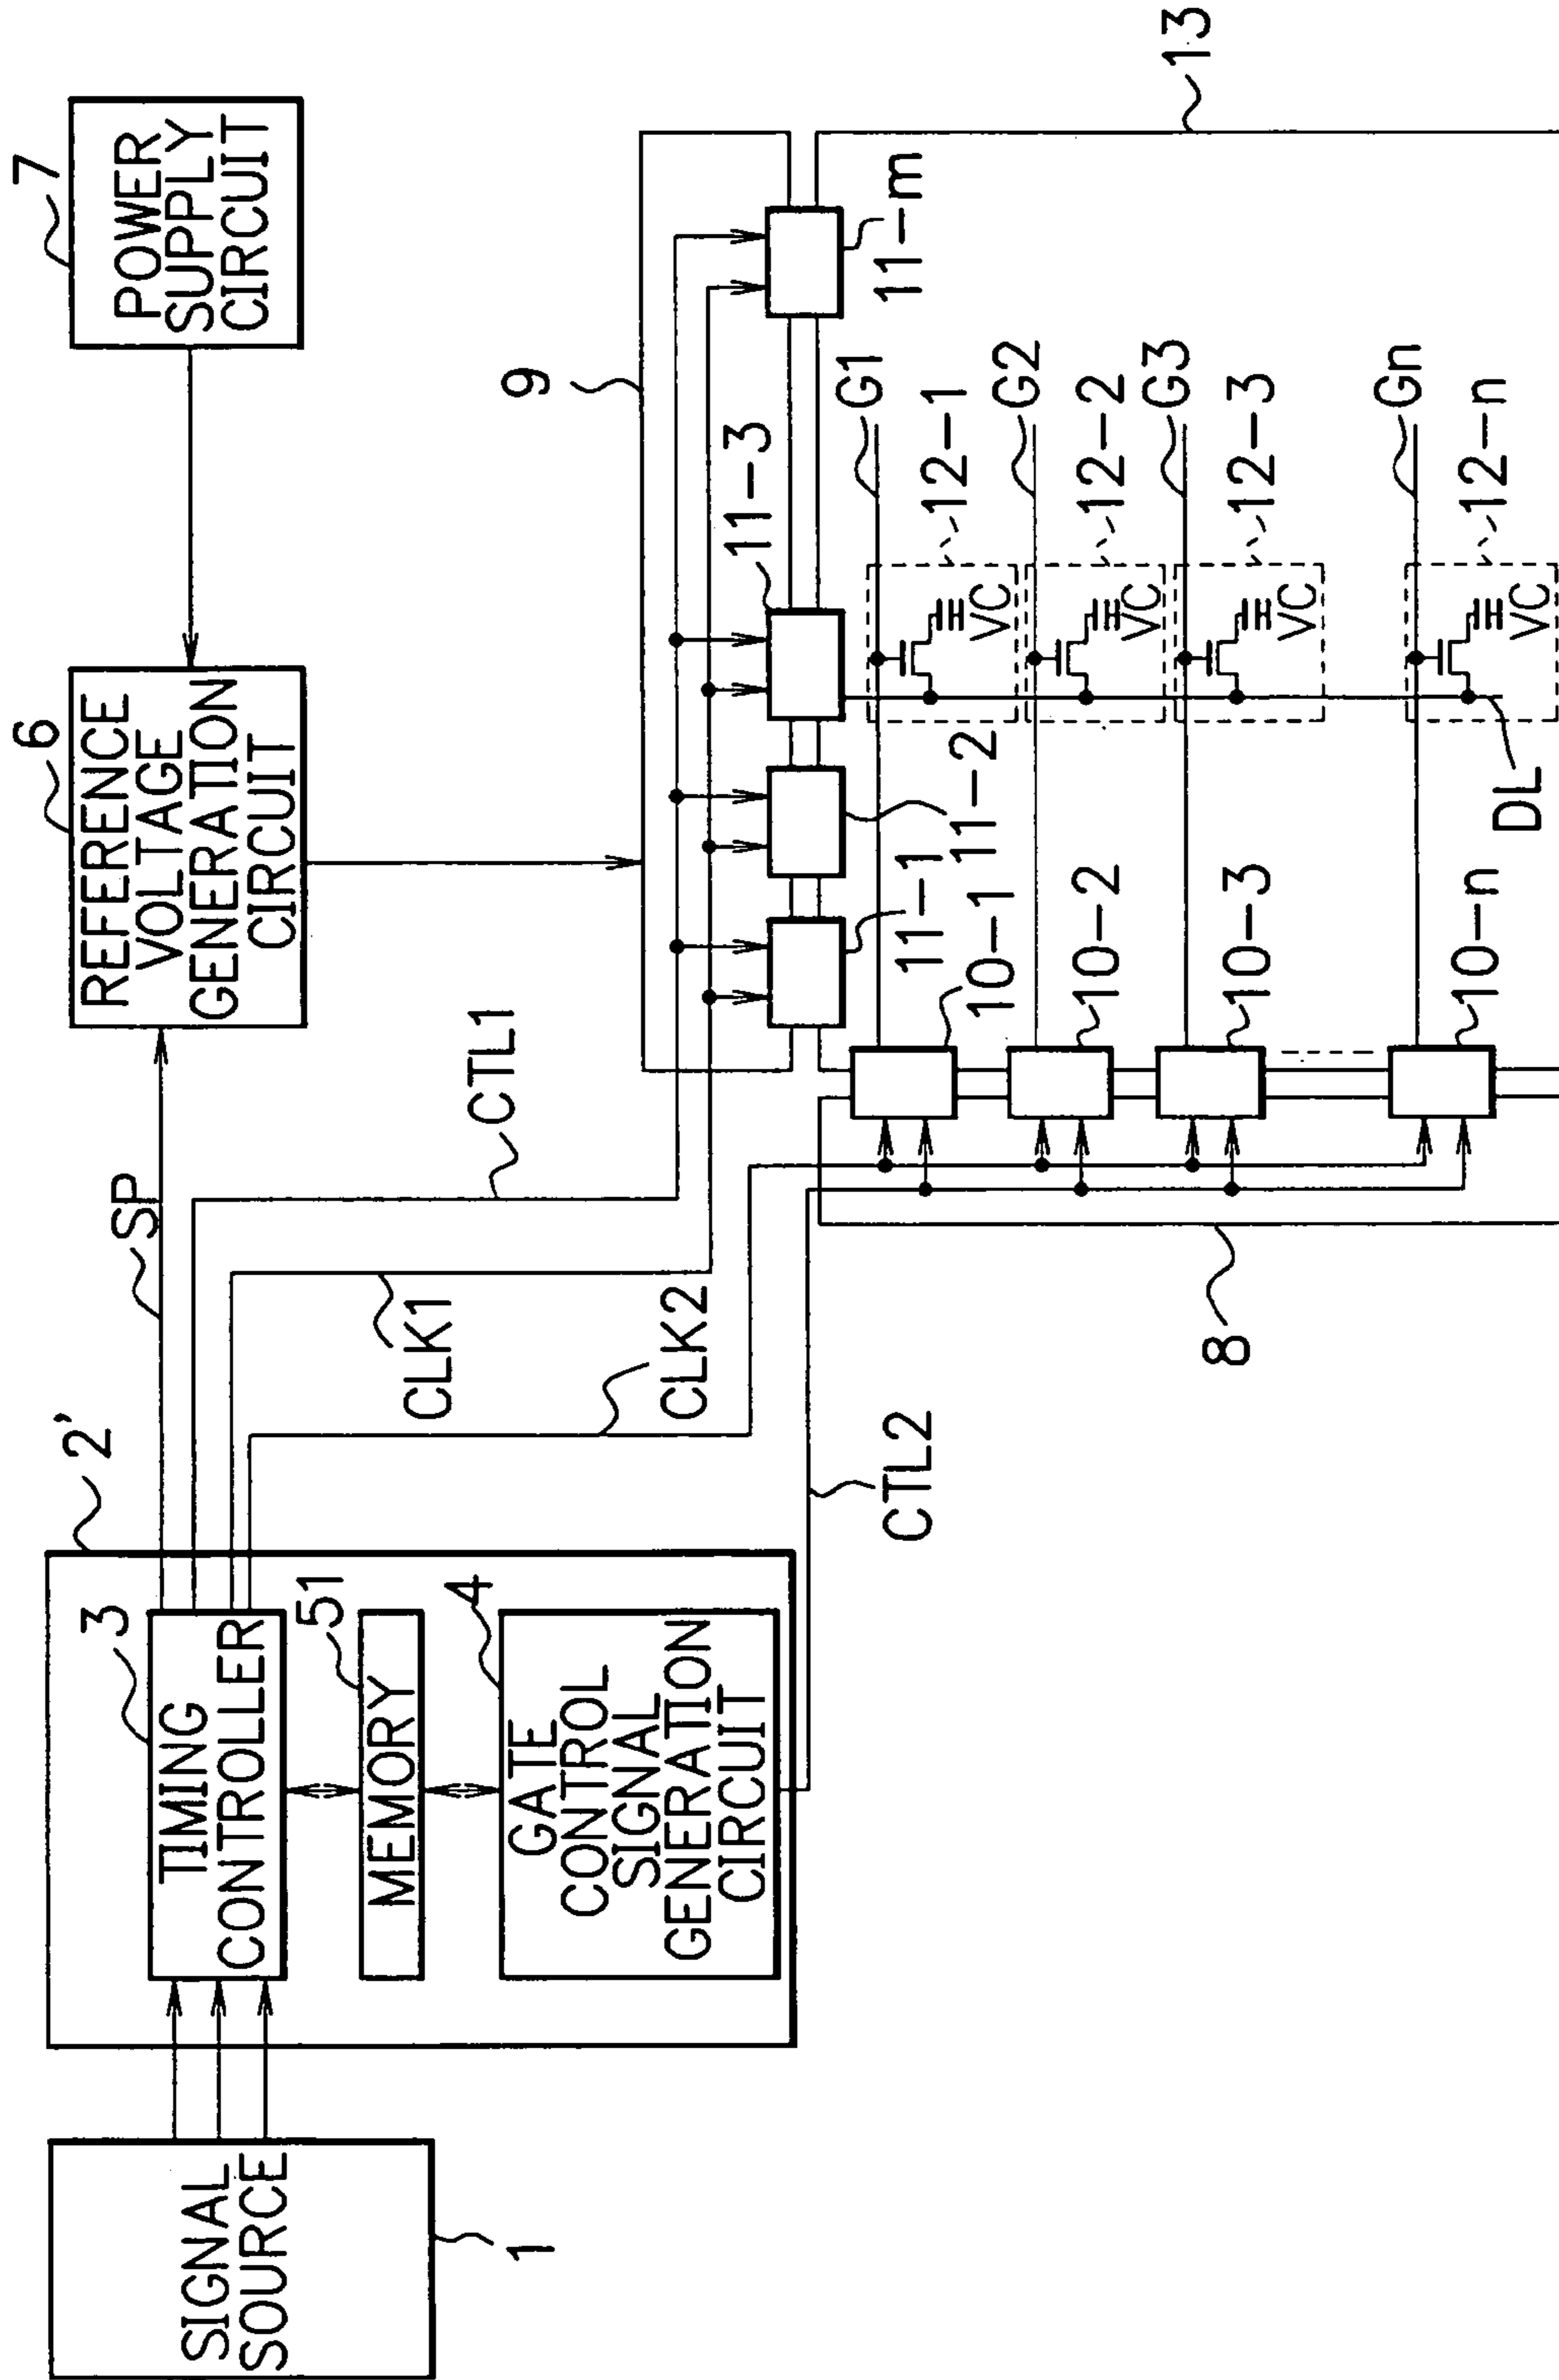 SIGNAL
SOURCE
1
2'
TIMING
CONTROLLER
3
MEMORY
51
GATE
CONTROL
SIGNAL
GENERATION
CIRCUIT
4
SP
CTL1
CLK1
CLK2
CTL2
REFERENCE
VOLTAGE
GENERATION
CIRCUIT
6
POWER
SUPPLY
CIRCUIT
7
8
9
11-1
11-2
11-3
11-m
13
10-1
10-2
10-3
10-n
G1
12-1
VC
G2
12-2
VC
G3
12-3
VC
Gn
12-n
VC
DL